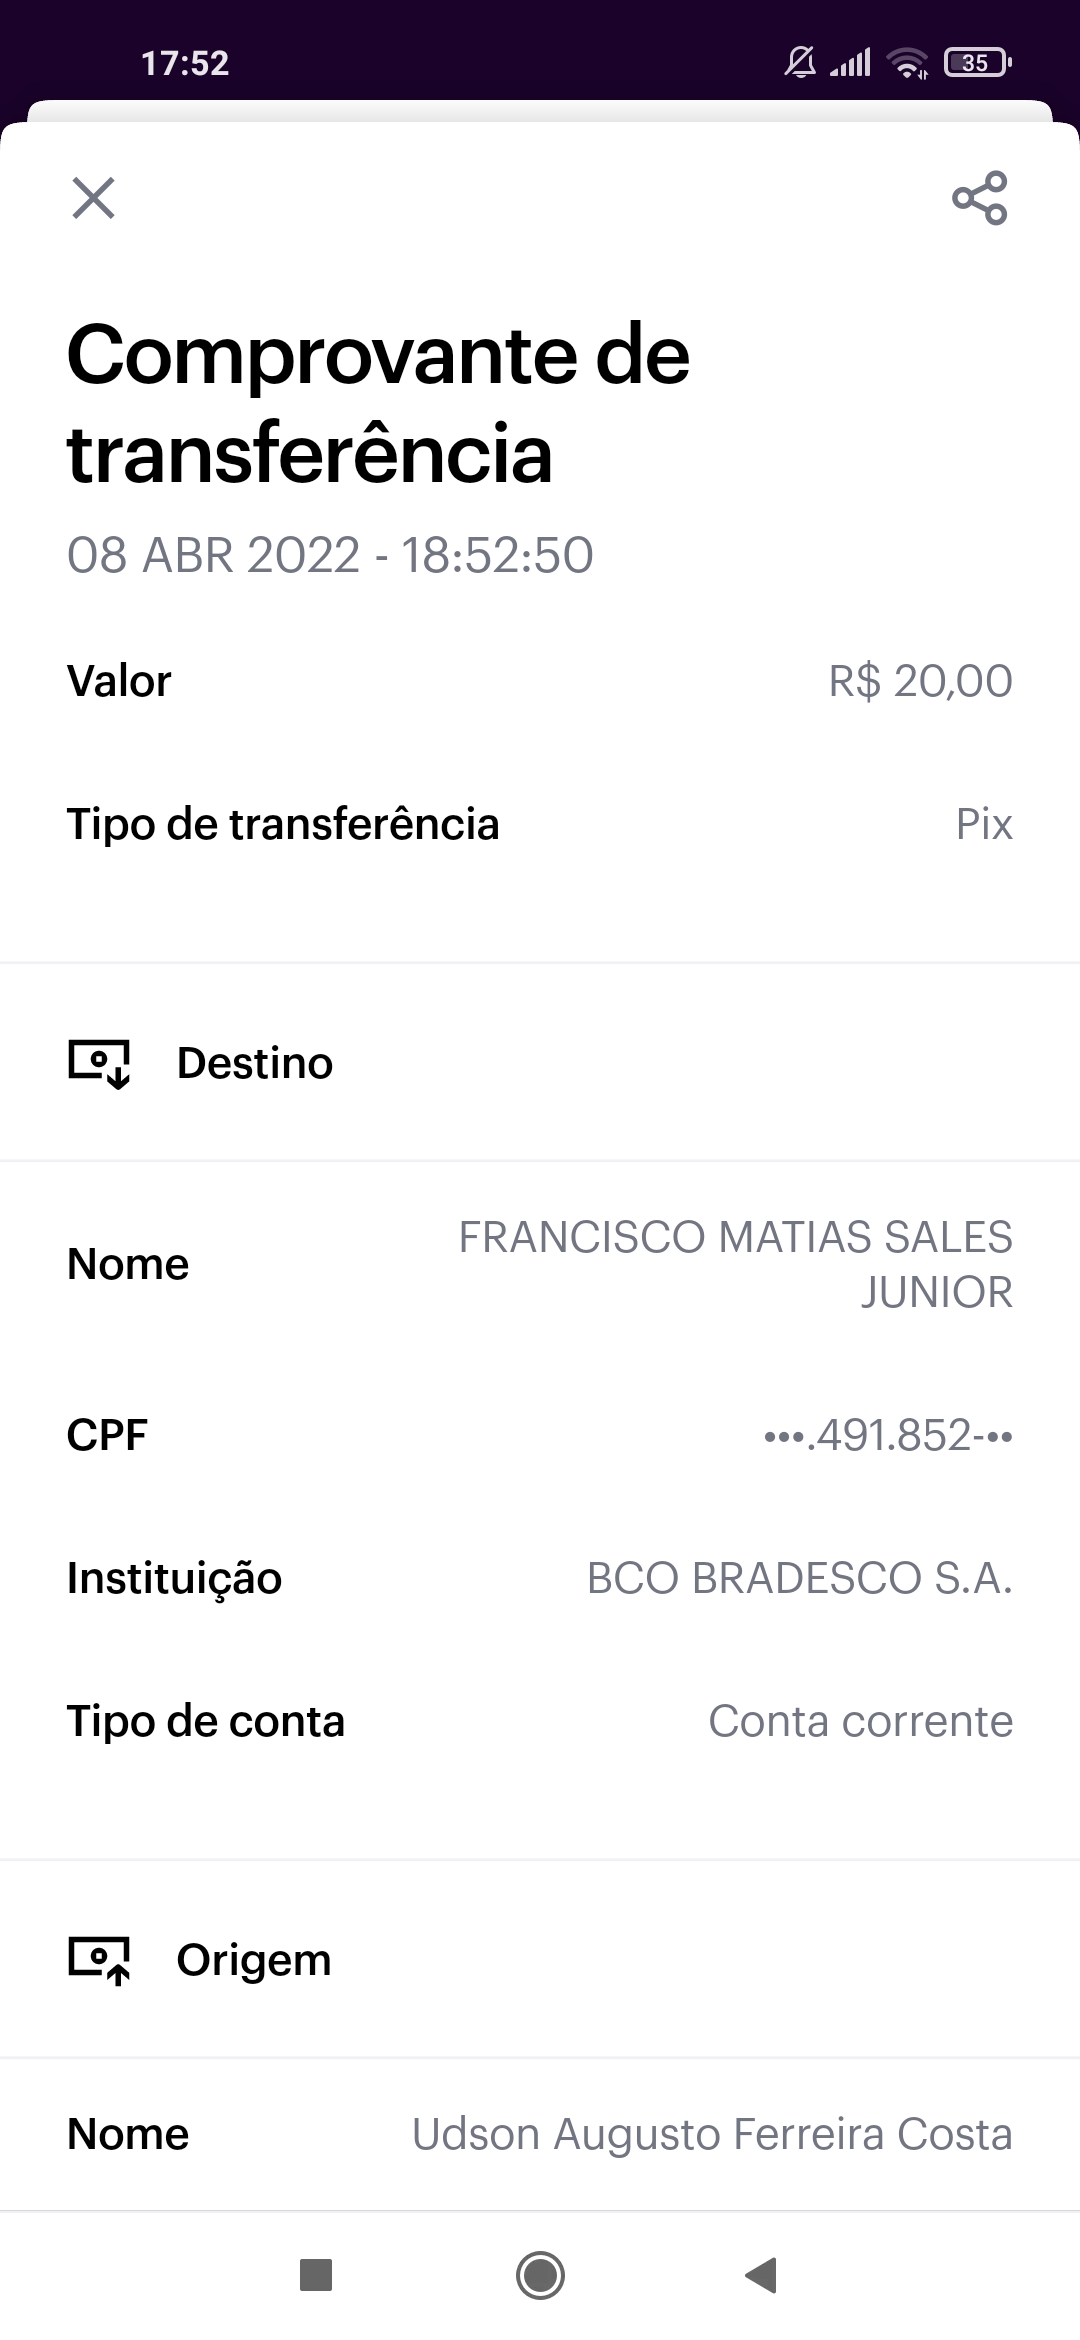 17:52
35
Comprovante de
transferência
08 ABR 2022 - 18:52:50
Valor R$ 20,00
Tipo de transferência Pix
Destino
Nome FRANCISCO MATIAS SALES
JUNIOR
CPF •••.491.852-••
Instituição BCO BRADESCO S.A.
Tipo de conta Conta corrente
Origem
Nome Udson Augusto Ferreira Costa